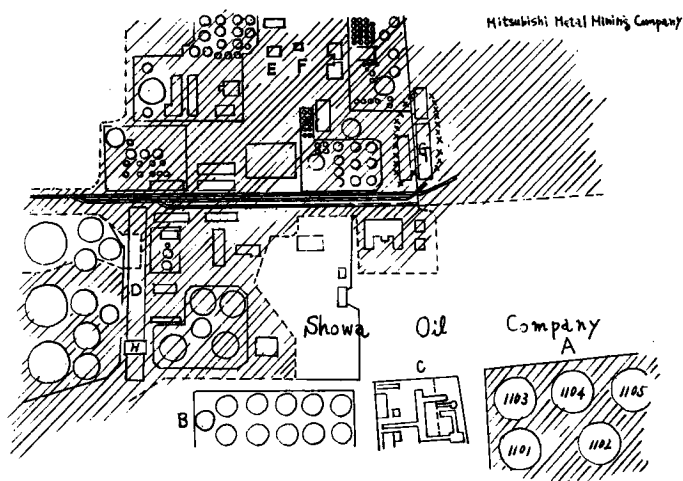 Mitsubishi Metal Mining Company
E
F
G
D
H
Showa Oil Company
A
C
B
1103
1104
1105
1101
1102